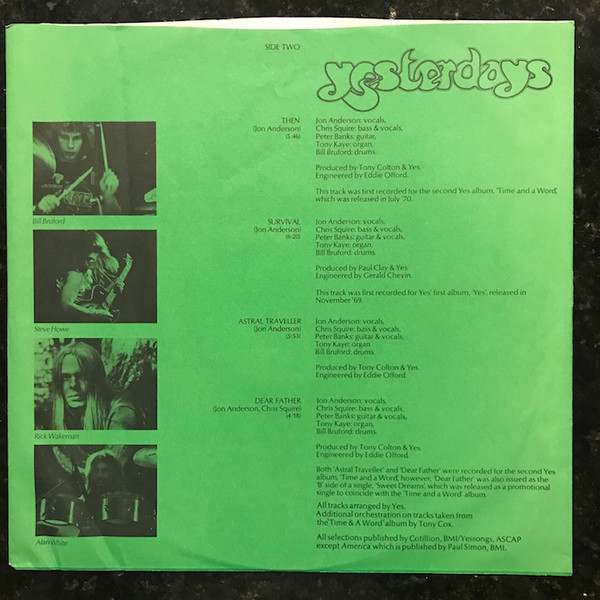 SIDE TWO
yesterdays
THEN
(Jon Anderson)
(5:46)
Jon Anderson: vocals,
Chris Squire: bass & vocals,
Peter Banks: guitar,
Tony Kaye: organ,
Bill Bruford: drums.
Produced by Tony Colton & Yes.
Engineered by Eddie Offord.
This track was first recorded for the second Yes album, 'Time and a Word',
which was released in July '70.
Bill Bruford
SURVIVAL
(Jon Anderson)
(6:20)
Jon Anderson: vocals,
Chris Squire: bass & vocals,
Peter Banks: guitar & vocals,
Tony Kaye: organ,
Bill Bruford: drums.
Produced by Paul Clay & Yes.
Engineered by Gerald Chevin.
This track was first recorded for Yes' first album, 'Yes', released in
November '69.
Steve Howe
ASTRAL TRAVELLER
(Jon Anderson)
(5:53)
Jon Anderson: vocals,
Chris Squire: bass & vocals,
Peter Banks: guitar & vocals,
Tony Kaye: organ
Bill Bruford: drums.
Produced by Tony Colton & Yes.
Engineered by Eddie Offord.
Rick Wakeman
DEAR FATHER
(Jon Anderson, Chris Squire)
(4:18)
Jon Anderson: vocals,
Chris Squire: bass & vocals,
Peter Banks: guitar & vocals,
Tony Kaye: organ,
Bill Bruford: drums.
Produced by Tony Colton & Yes.
Engineered by Eddie Offord.
Both 'Astral Traveller' and 'Dear Father' were recorded for the second Yes
album, 'Time and a Word', however, 'Dear Father' was also issued as the
'B' side of a single, 'Sweet Dreams', which was released as a promotional
single to coincide with the 'Time and a Word' album.
All tracks arranged by Yes.
Additional orchestration on tracks taken from
the 'Time & A Word' album by Tony Cox.
All selections published by Cotillion, BMI/Yessongs, ASCAP
except America which is published by Paul Simon, BMI.
Alan White